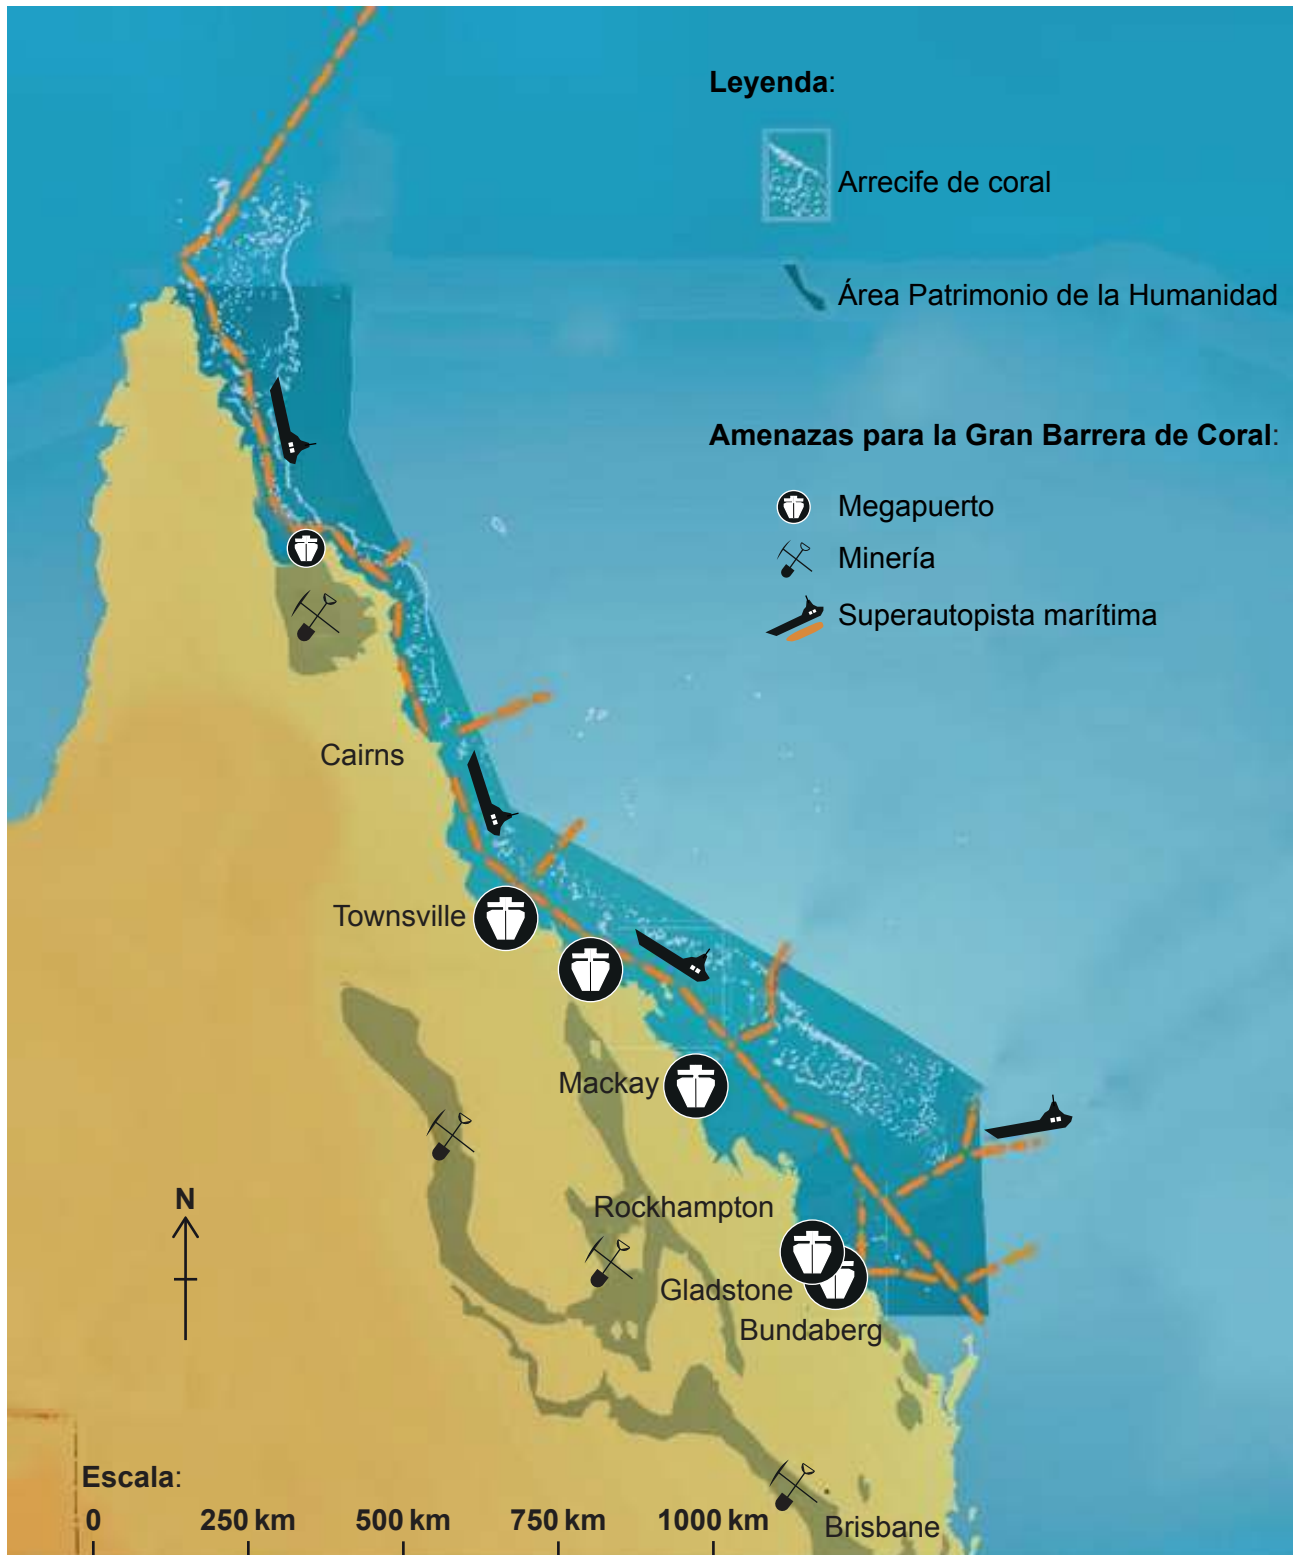 Leyenda:
Arrecife de coral
Área Patrimonio de la Humanidad
Amenazas para la Gran Barrera de Coral:
Megapuerto
Minería
Superautopista marítima
Cairns
Townsville
Mackay
Rockhampton
Gladstone
Bundaberg
N
Escala:
0 250 km 500 km 750 km 1000 km
Brisbane